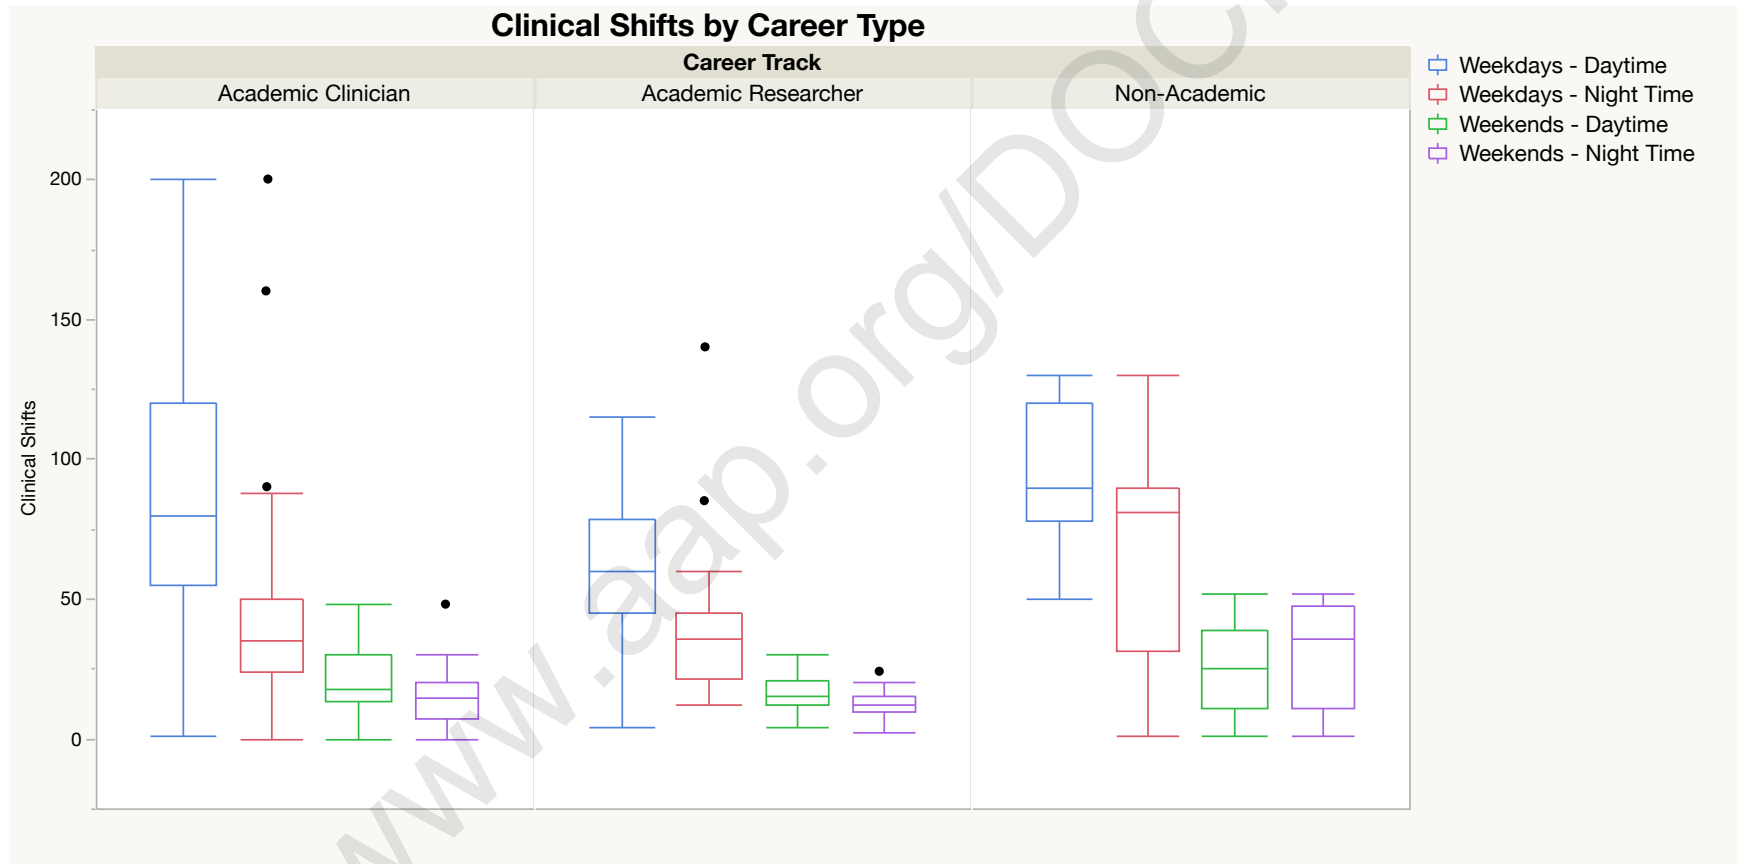 Clinical Shifts by Career Type
Career Track
Academic Clinician
Academic Researcher
Non-Academic
Weekdays - Daytime
Weekdays - Night Time
Weekends - Daytime
Weekends - Night Time
Clinical Shifts
200
150
100
50
0
www.aap.org/DOC